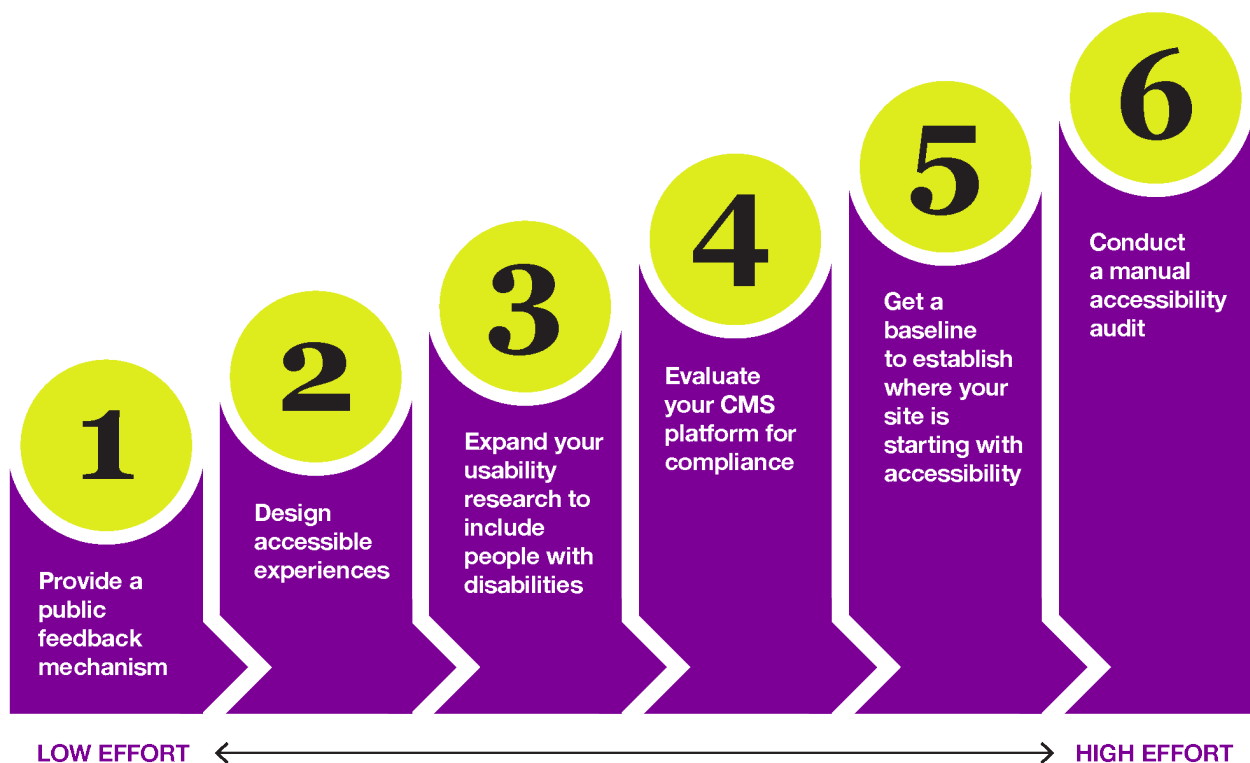 1
Provide a
public
feedback
mechanism
2
Design
accessible
experiences
3
Expand your
usability
research to
include
people with
disabilities
4
Evaluate
your CMS
platform for
compliance
5
Get a
baseline
to establish
where your
site is
starting with
accessibility
6
Conduct
a manual
accessibility
audit
LOW EFFORT
HIGH EFFORT